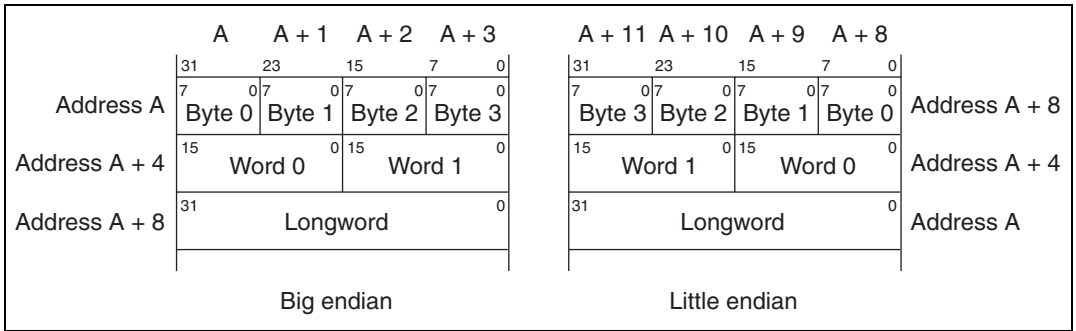 A A + 1 A + 2 A + 3 A + 11 A + 10 A + 9 A + 8
31 23 15 7 0 31 23 15 7 0
7 0 7 0 7 0 7 0 7 0 7 0 7 0 7 0
Address A Byte 0 Byte 1 Byte 2 Byte 3 Byte 3 Byte 2 Byte 1 Byte 0 Address A + 8
15 0 15 0 15 0 15 0
Address A + 4 Word 0 Word 1 Word 1 Word 0 Address A + 4
31 0 31 0
Address A + 8 Longword Longword Address A
Big endian Little endian